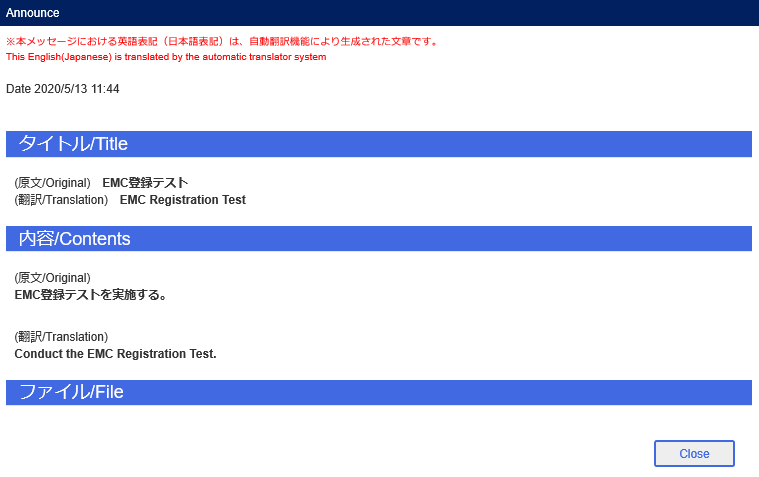 Announce
※本メッセージにおける英語表記（日本語表記）は、自動翻訳機能により生成された文章です。
This English(Japanese) is translated by the automatic translator system
Date 2020/5/13 11:44
タイトル/Title
(原文/Original) EMC登録テスト
(翻訳/Translation) EMC Registration Test
内容/Contents
(原文/Original)
EMC登録テストを実施する。
(翻訳/Translation)
Conduct the EMC Registration Test.
ファイル/File
Close